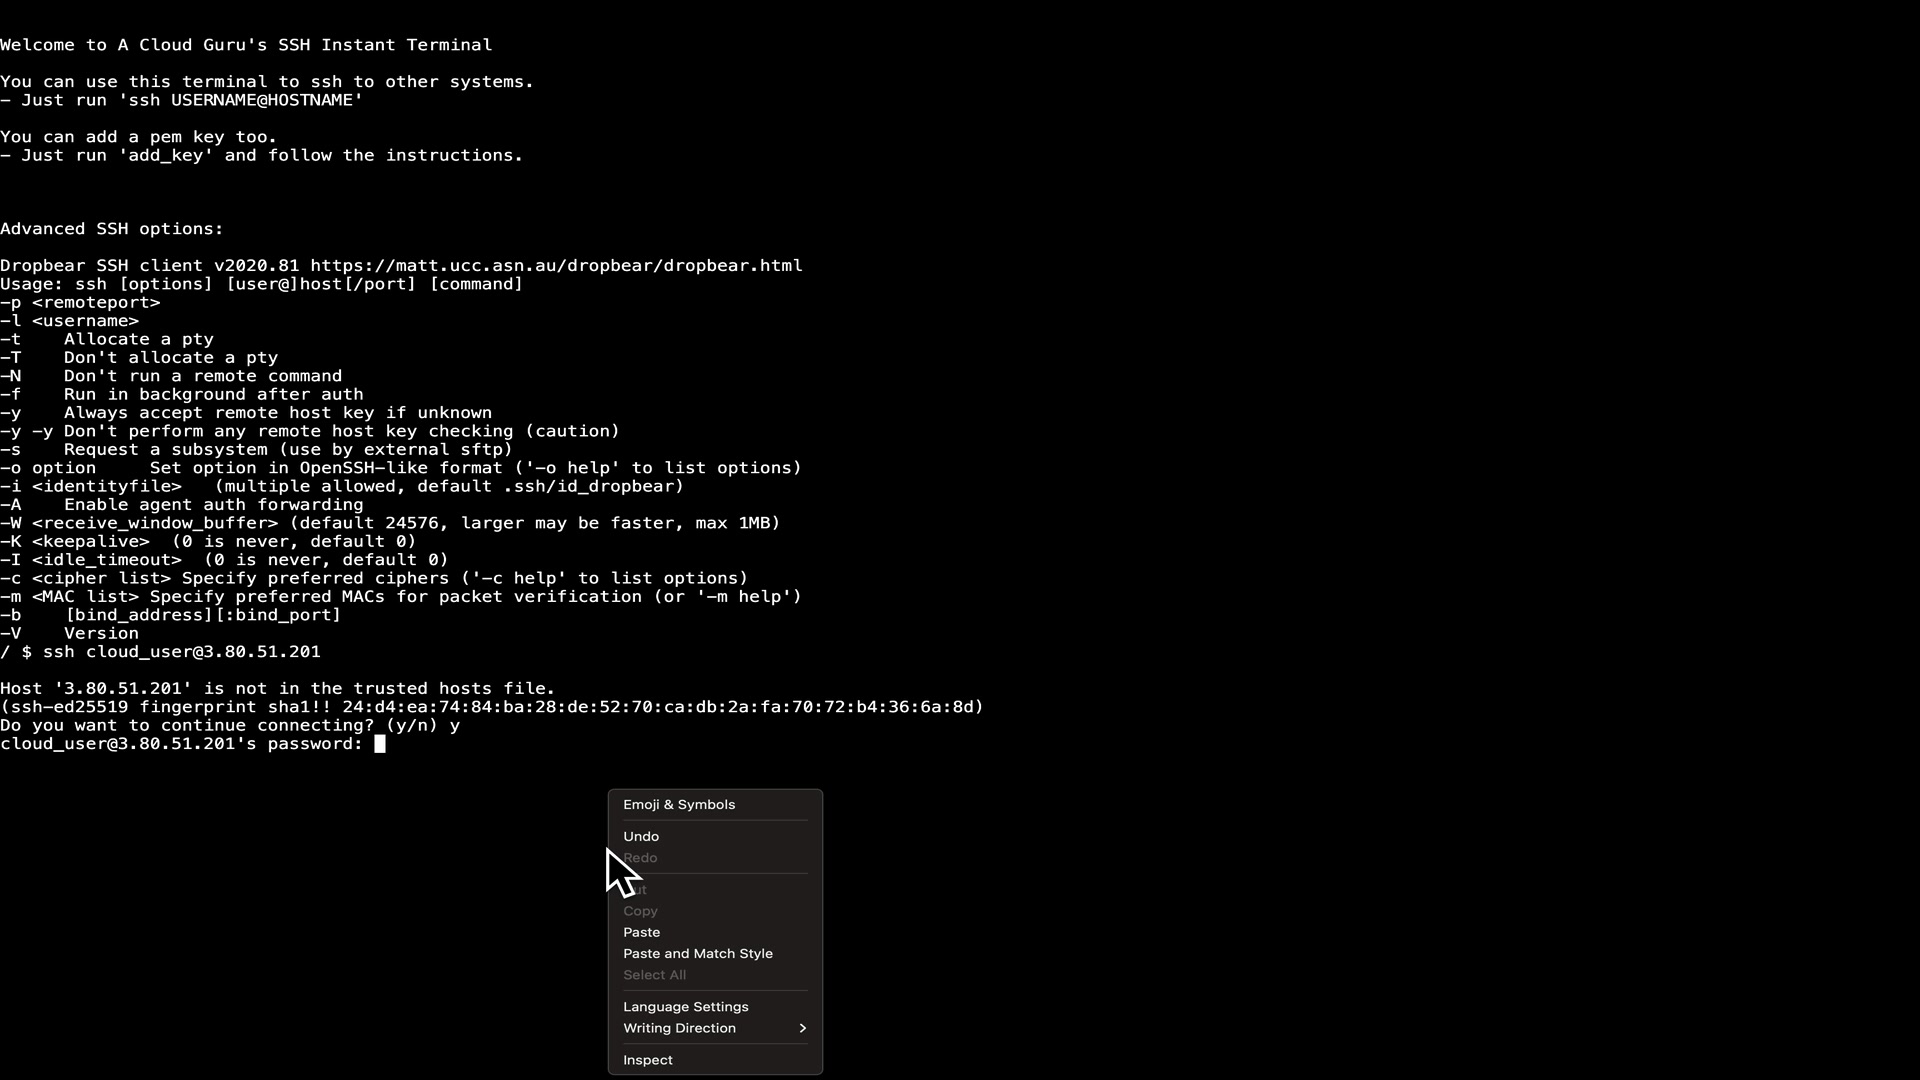 Welcome to A Cloud Guru's SSH Instant Terminal
You can use this terminal to ssh to other systems.
- Just run 'ssh USERNAME@HOSTNAME'
You can add a pem key too.
- Just run 'add_key' and follow the instructions.
Advanced SSH options:
Dropbear SSH client v2020.81 https://matt.ucc.asn.au/dropbear/dropbear.html
Usage: ssh [options] [user@]host[/port] [command]
-p <remoteport>
-l <username>
-t    Allocate a pty
-T    Don't allocate a pty
-N    Don't run a remote command
-f    Run in background after auth
-y    Always accept remote host key if unknown
-y -y Don't perform any remote host key checking (caution)
-s    Request a subsystem (use by external sftp)
-o option     Set option in OpenSSH-like format ('-o help' to list options)
-i <identityfile>   (multiple allowed, default .ssh/id_dropbear)
-A    Enable agent auth forwarding
-W <receive_window_buffer> (default 24576, larger may be faster, max 1MB)
-K <keepalive>  (0 is never, default 0)
-I <idle_timeout>  (0 is never, default 0)
-c <cipher list> Specify preferred ciphers ('-c help' to list options)
-m <MAC list> Specify preferred MACs for packet verification (or '-m help')
-b    [bind_address][:bind_port]
-V    Version
/ $ ssh cloud_user@3.80.51.201
Host '3.80.51.201' is not in the trusted hosts file.
(ssh-ed25519 fingerprint sha1!! 24:d4:ea:74:84:ba:28:de:52:70:ca:db:2a:fa:70:72:b4:36:6a:8d)
Do you want to continue connecting? (y/n) y
cloud_user@3.80.51.201's password:
Emoji & Symbols
Undo
Redo
Copy
Paste
Paste and Match Style
Select All
Language Settings
Writing Direction
Inspect